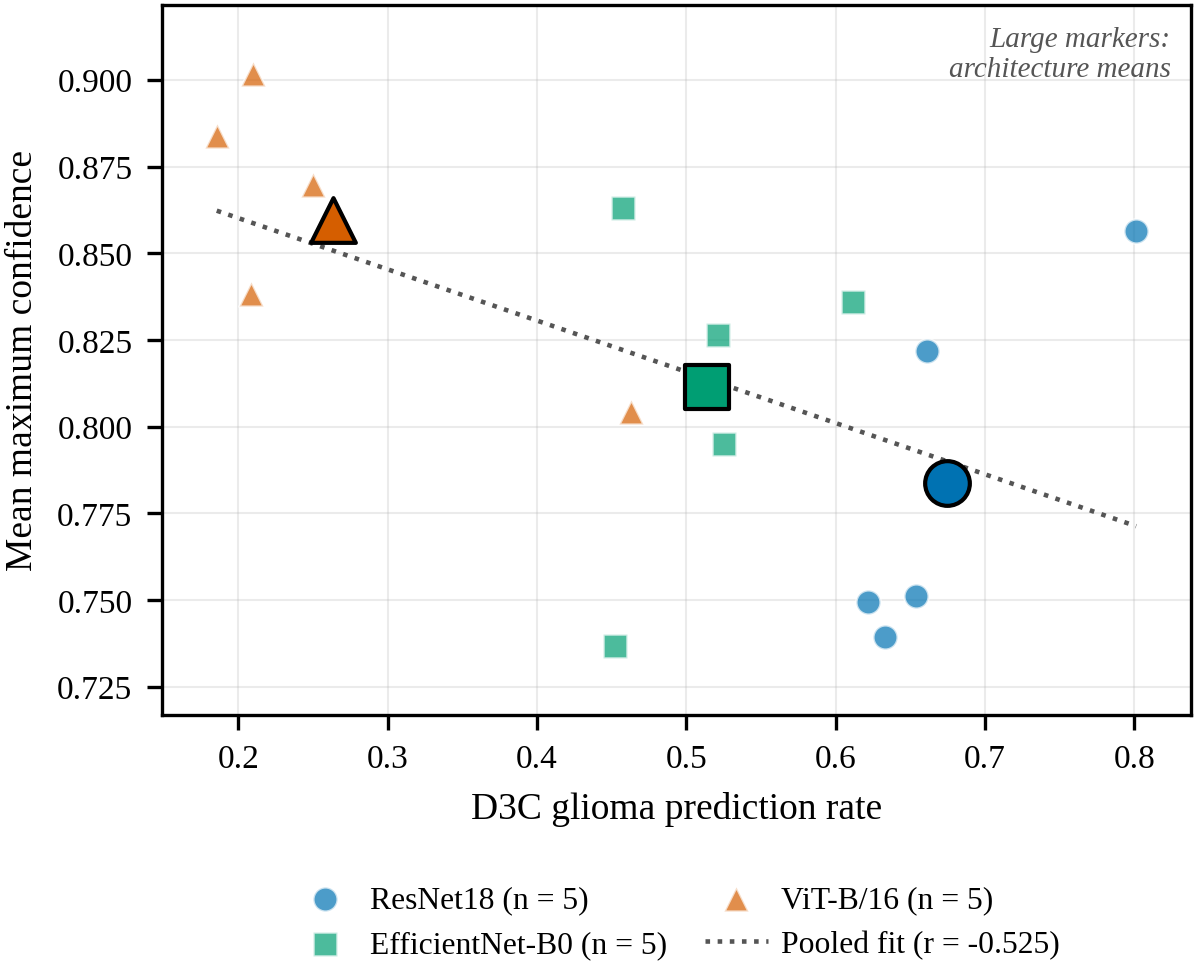 Large markers:
architecture means
0.900
0.875
0.850
0.825
0.800
0.775
0.750
0.725
Mean maximum confidence
0.2 0.3 0.4 0.5 0.6 0.7 0.8
D3C glioma prediction rate
ResNet18 (n = 5)
EfficientNet-B0 (n = 5)
ViT-B/16 (n = 5)
Pooled fit (r = -0.525)